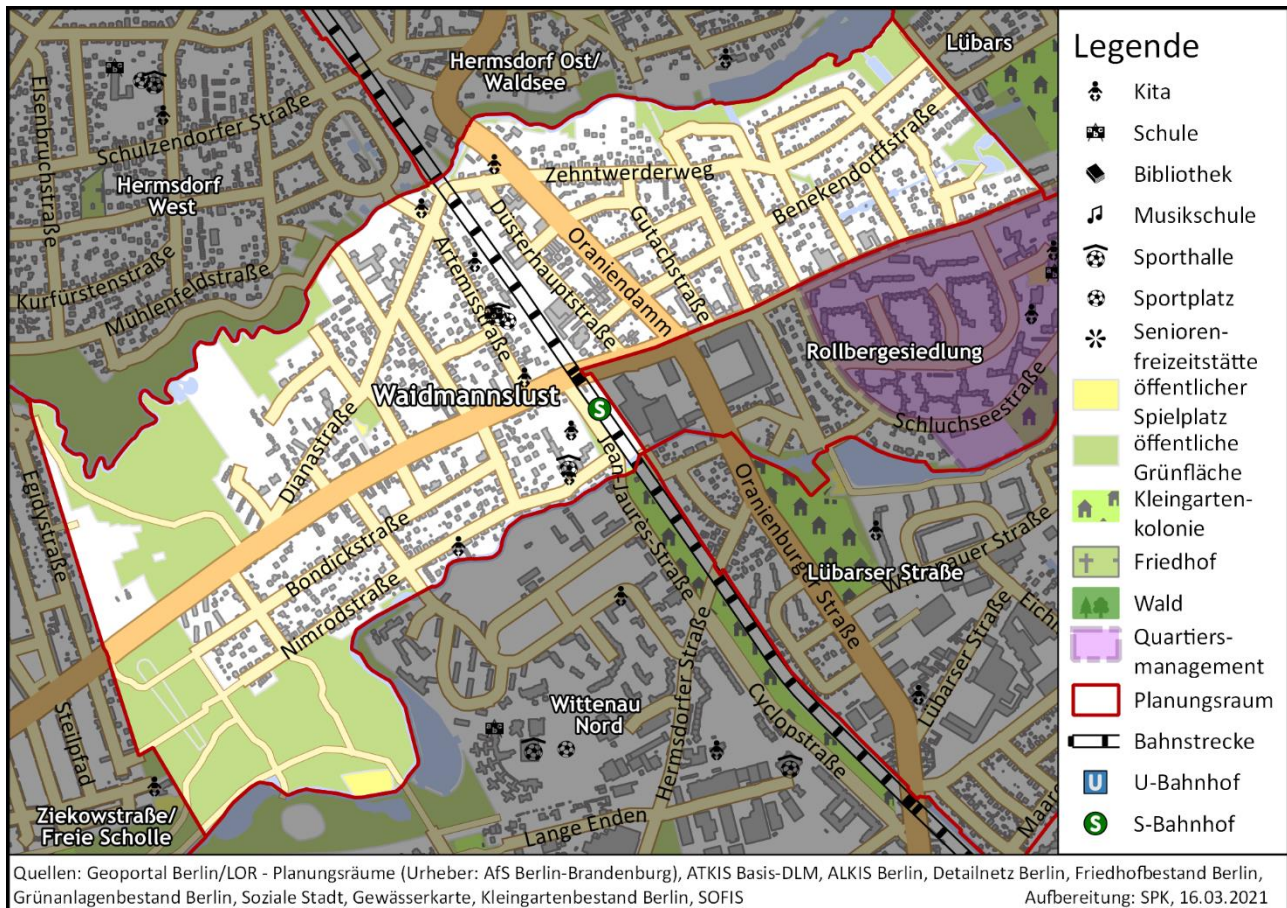 Hermsdorf Ost/
Waldsee
Lübars
Elsenbruchstraße
Schulzendorfer Straße
Hermsdorf
West
Zehntwerderweg
Benekendorffstraße
Düsterhauptstraße
Gutachstraße
Oraniendamm
Artemisstraße
Kurfürstenstraße
Mühlenfeldstraße
Rollbergesiedlung
Waidmannslust
S
Schluchseestraße
Dianastraße
Jean-Jaurès-Straße
Oranienburger Straße
Egidystraße
Bondickstraße
Nimrodstraße
Lübarser Straße
Lübarser Straße
Steilpfad
Wittenau
Nord
Hermsdorfer Straße
Cyclopstraße
Ziekowstraße/
Freie Scholle
Lange Enden
Legende
Kita
Schule
Bibliothek
Musikschule
Sporthalle
Sportplatz
Senioren-
freizeitstätte
öffentlicher
Spielplatz
öffentliche
Grünfläche
Kleingarten-
kolonie
Friedhof
Wald
Quartiers-
management
Planungsraum
Bahnstrecke
U U-Bahnhof
S S-Bahnhof
Quellen: Geoportal Berlin/LOR - Planungsräume (Urheber: AfS Berlin-Brandenburg), ATKIS Basis-DLM, ALKIS Berlin, Detailnetz Berlin, Friedhofbestand Berlin,
Grünanlagenbestand Berlin, Soziale Stadt, Gewässerkarte, Kleingartenbestand Berlin, SOFIS
Aufbereitung: SPK, 16.03.2021